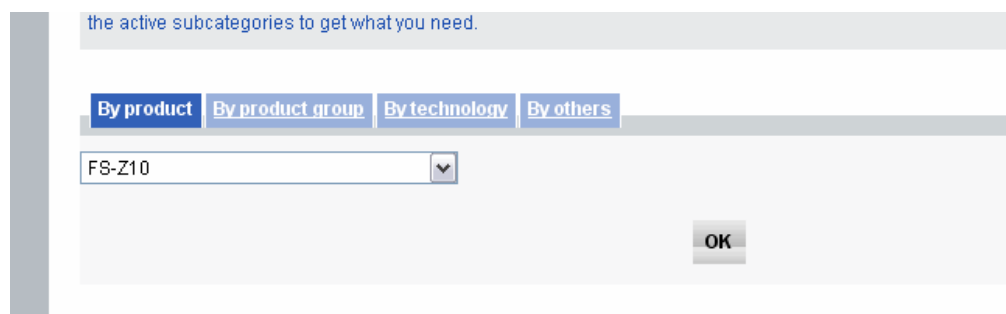 the active subcategories to get what you need.
By product By product group By technology By others
FS-Z10
OK